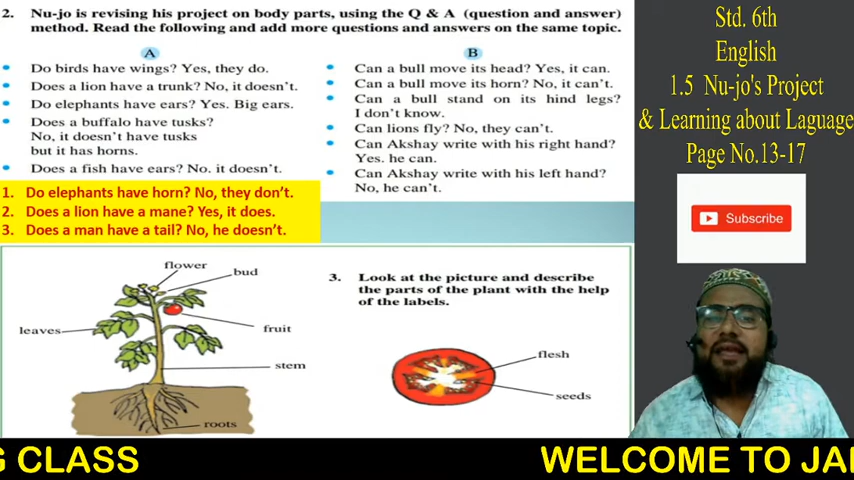 2. Nu-jo is revising his project on body parts, using the Q & A (question and answer)
method. Read the following and add more questions and answers on the same topic.
A
• Do birds have wings? Yes, they do.
• Does a lion have a trunk? No, it doesn't.
• Do elephants have ears? Yes. Big ears.
• Does a buffalo have tusks?
No, it doesn't have tusks
but it has horns.
• Does a fish have ears? No. it doesn't.
B
• Can a bull move its head? Yes, it can.
• Can a bull move its horn? No, it can't.
• Can a bull stand on its hind legs?
I don't know.
• Can lions fly? No, they can't.
• Can Akshay write with his right hand?
Yes. he can.
• Can Akshay write with his left hand?
No, he can't.
1. Do elephants have horn? No, they don't.
2. Does a lion have a mane? Yes, it does.
3. Does a man have a tail? No, he doesn't.
flower
bud
leaves
fruit
stem
roots
3. Look at the picture and describe
the parts of the plant with the help
of the labels.
flesh
seeds
Std. 6th
English
1.5 Nu-jo's Project
& Learning about Laguage
Page No.13-17
Subscribe
G CLASS
WELCOME TO JA